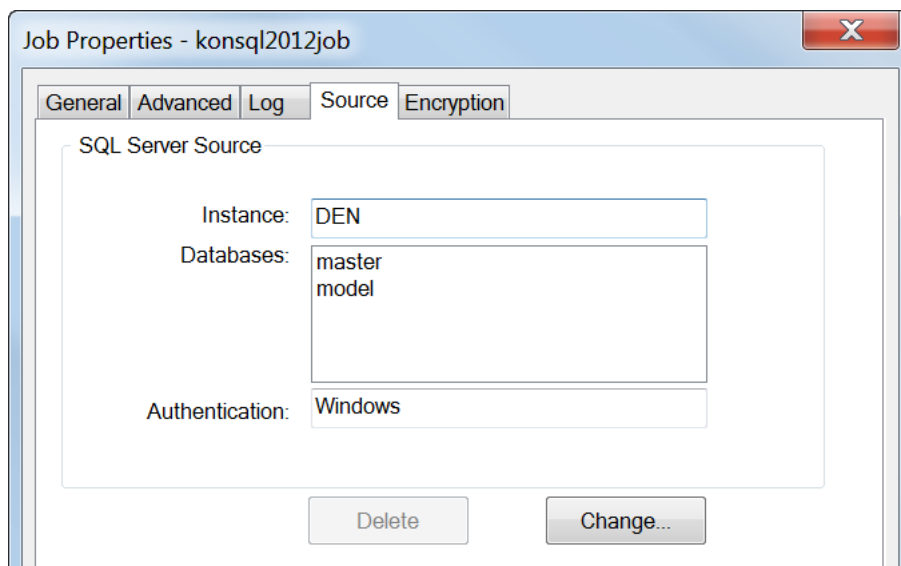 Job Properties - konsql2012job
General Advanced Log Source Encryption
SQL Server Source
Instance: DEN
Databases: master
model
Authentication: Windows
Delete Change...